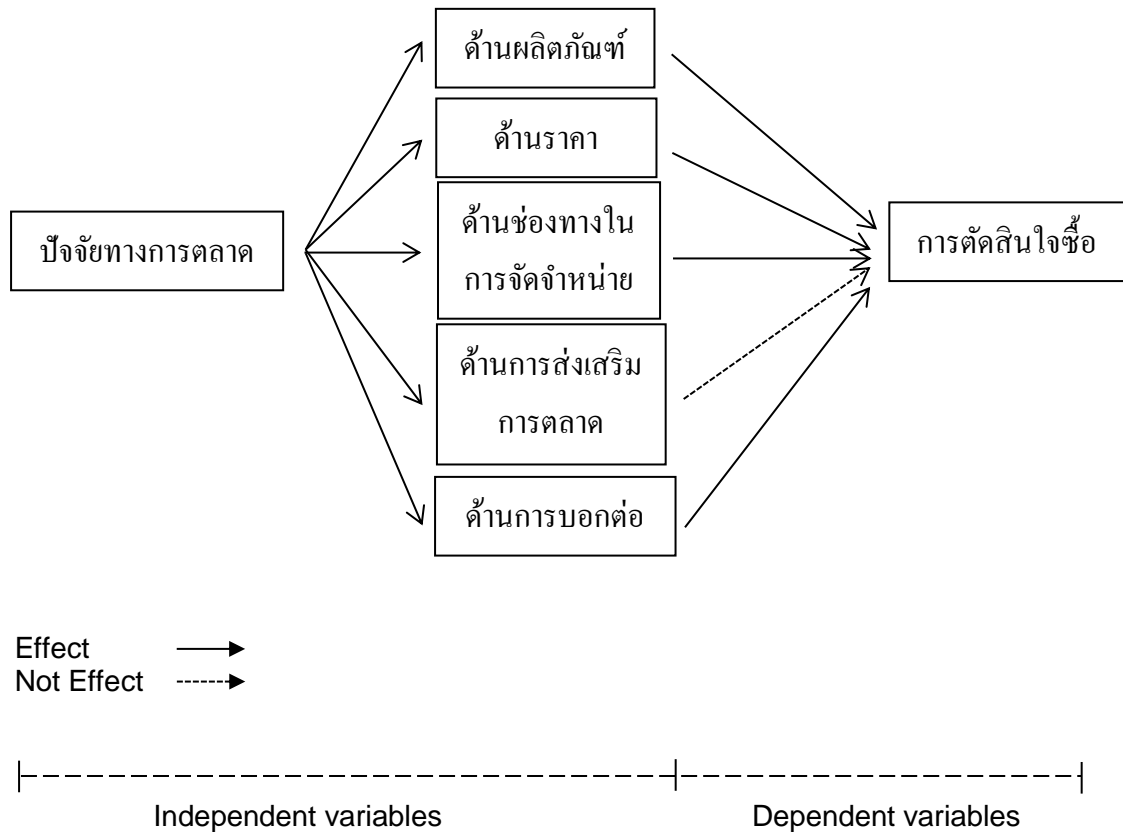 ด้านผลิตภัณฑ์
ด้านราคา
ปัจจัยทางการตลาด
ด้านช่องทางใน
การจัดจำหน่าย
การตัดสินใจซื้อ
ด้านการส่งเสริม
การตลาด
ด้านการบอกต่อ
Effect
Not Effect
Independent variables
Dependent variables